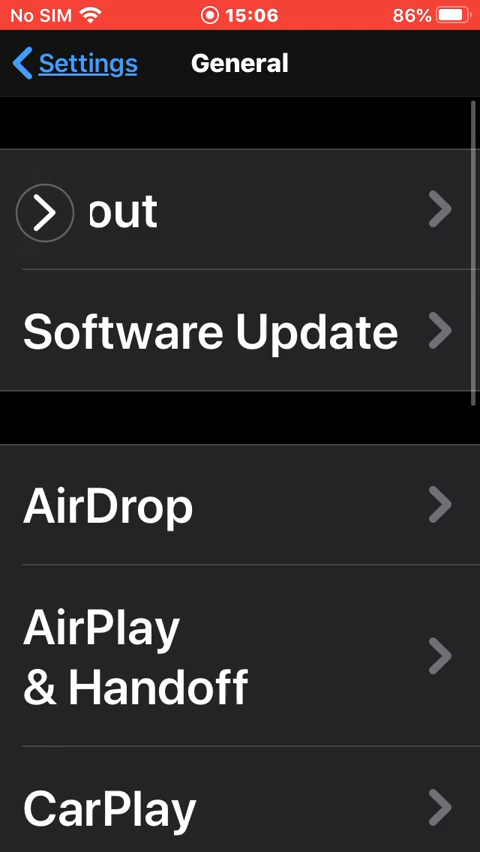 No SIM 15:06 86%
Settings General
out
Software Update
AirDrop
AirPlay
& Handoff
CarPlay